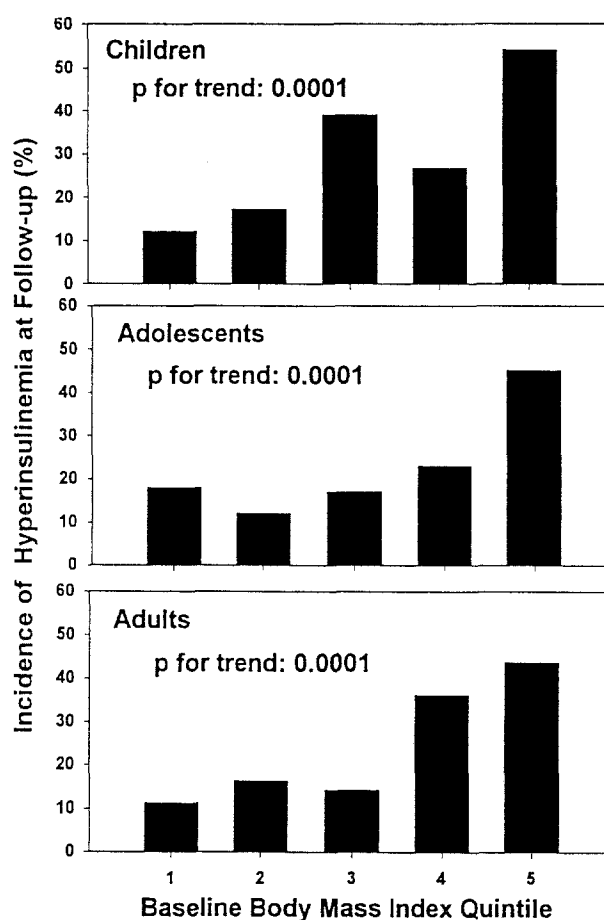 Incidence of Hyperinsulinemia at Follow-up (%)
60
50
40
30
20
10
0
Children
p for trend: 0.0001
60
50
40
30
20
10
0
Adolescents
p for trend: 0.0001
60
50
40
30
20
10
0
Adults
p for trend: 0.0001
1 2 3 4 5
Baseline Body Mass Index Quintile